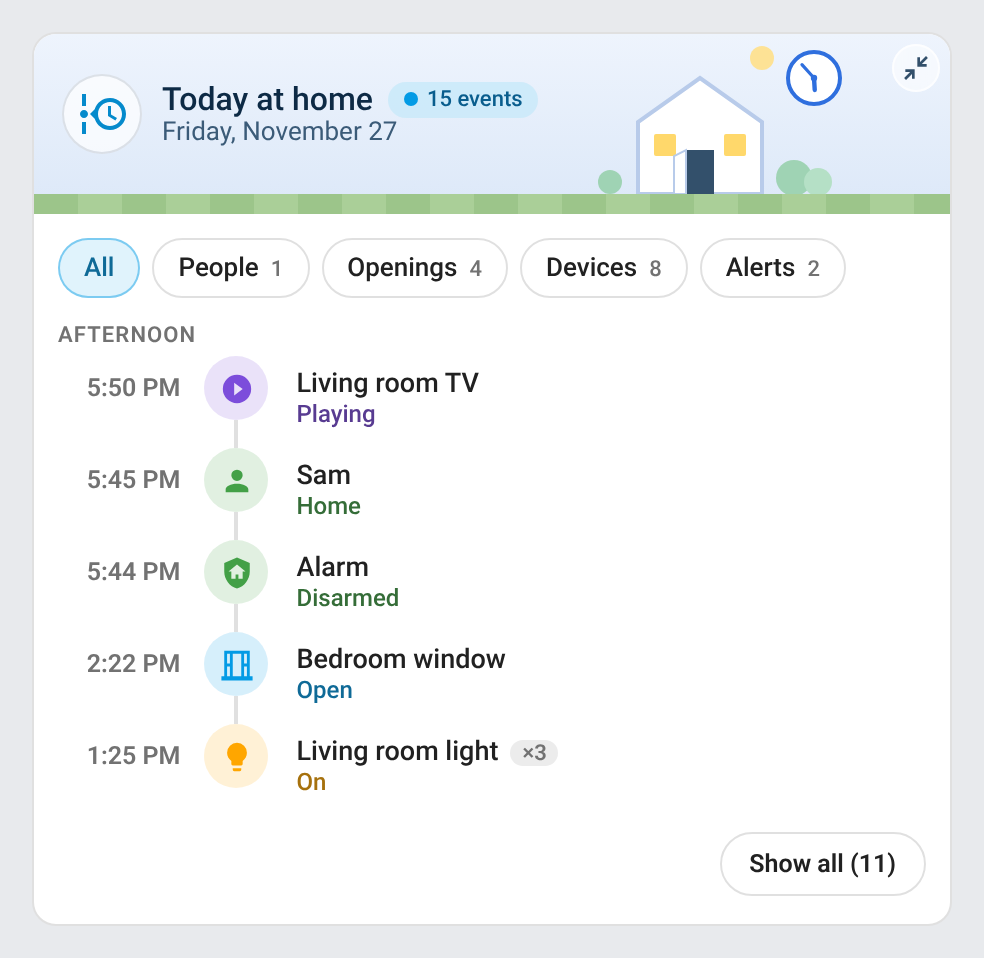 Today at home
15 events
Friday, November 27
All
People 1
Openings 4
Devices 8
Alerts 2
AFTERNOON
5:50 PM
Living room TV
Playing
5:45 PM
Sam
Home
5:44 PM
Alarm
Disarmed
2:22 PM
Bedroom window
Open
1:25 PM
Living room light ×3
On
Show all (11)